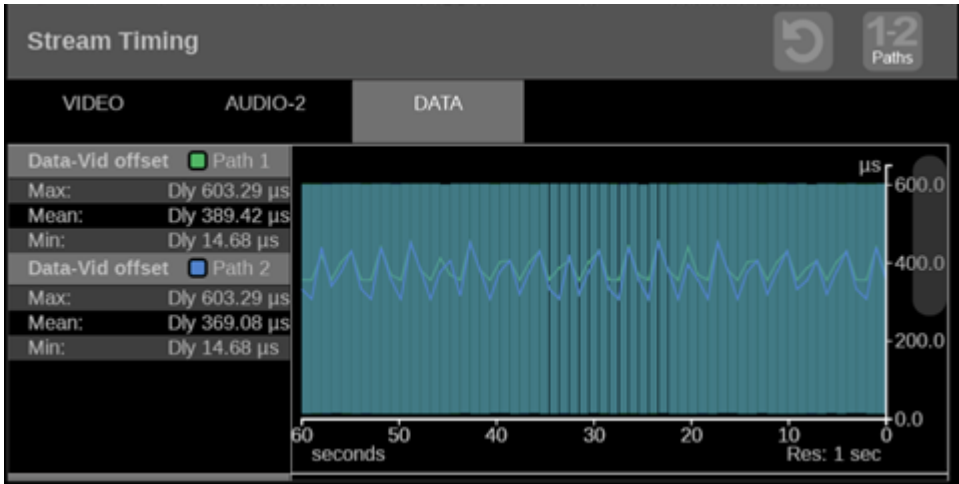 Stream Timing
1-2
Paths
VIDEO AUDIO-2 DATA
Data-Vid offset Path 1
Max: Dly 603.29 µs
Mean: Dly 389.42 µs
Min: Dly 14.68 µs
Data-Vid offset Path 2
Max: Dly 603.29 µs
Mean: Dly 369.08 µs
Min: Dly 14.68 µs
µs
600.0
400.0
200.0
0.0
60 50 40 30 20 10 0
seconds Res: 1 sec